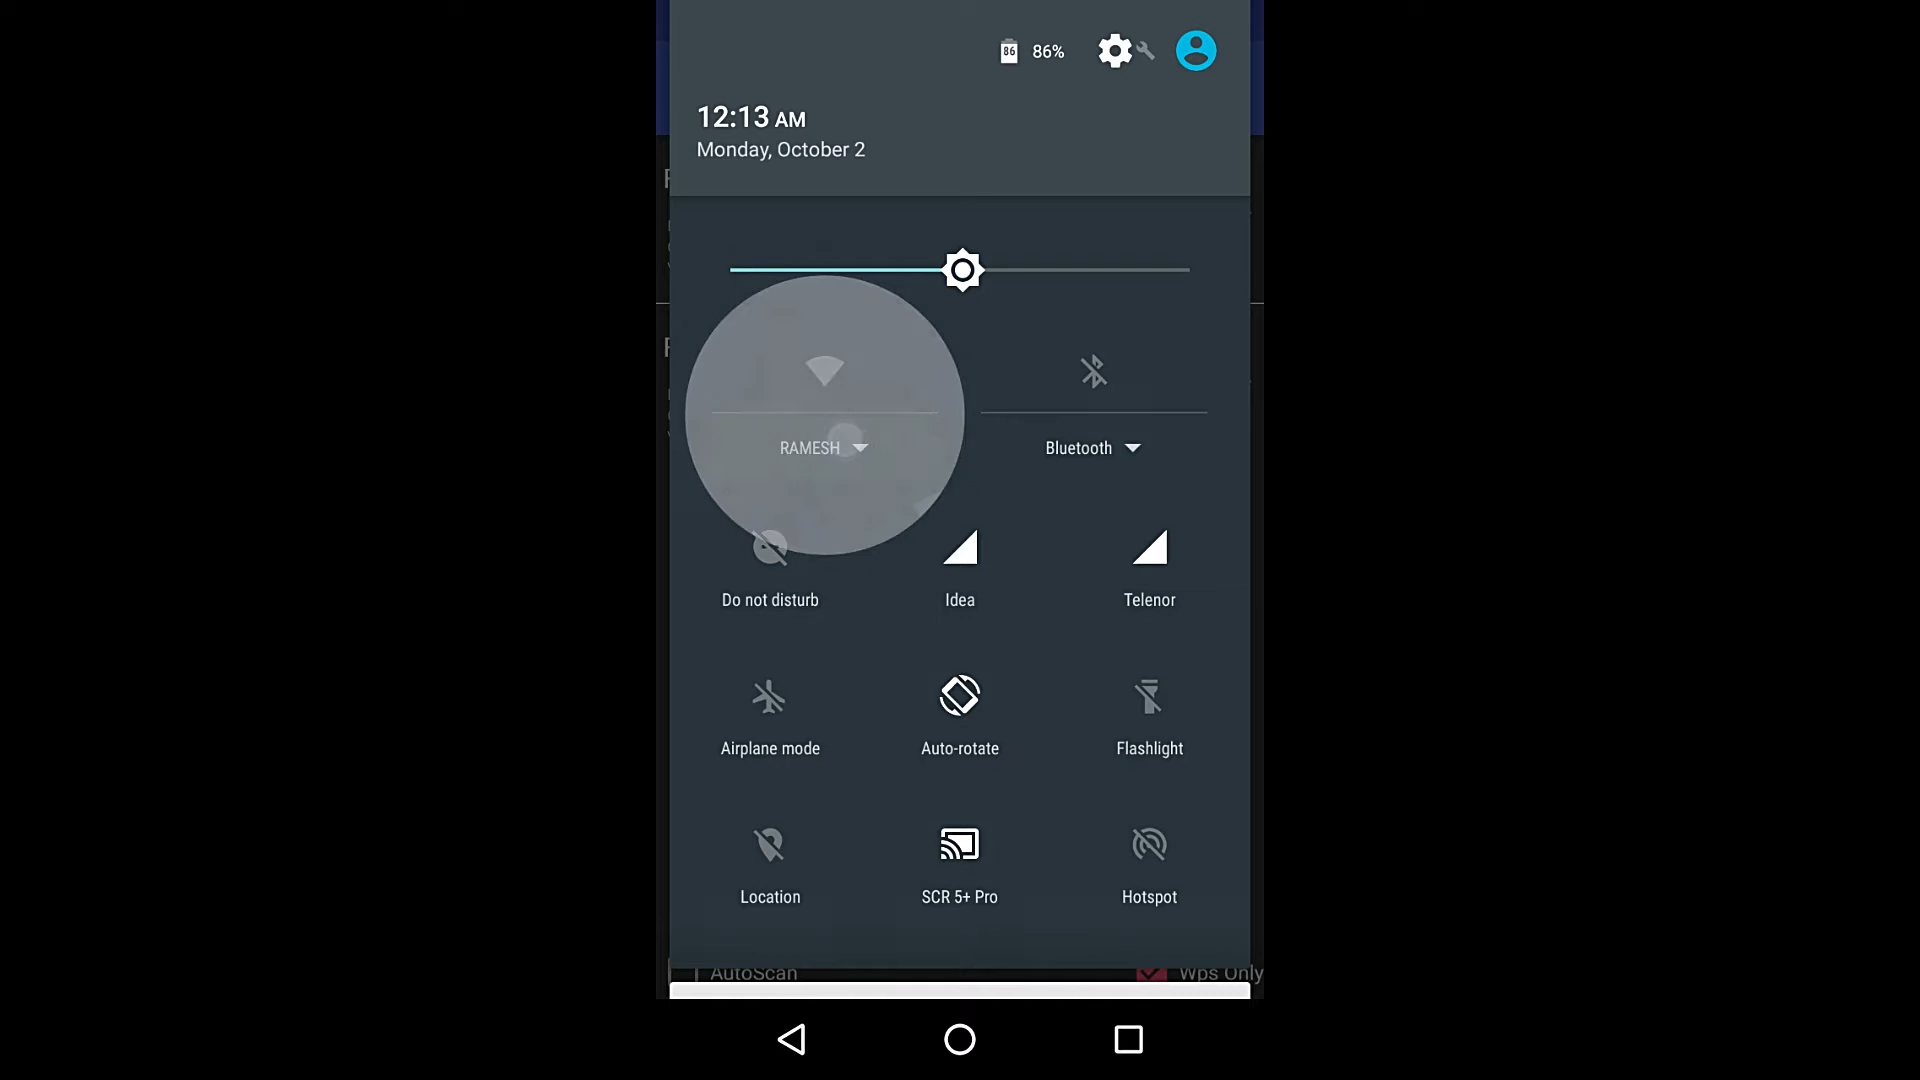 86 86%
12:13 AM
Monday, October 2
RAMESH
Bluetooth
Do not disturb
Idea
Telenor
Airplane mode
Auto-rotate
Flashlight
Location
SCR 5+ Pro
Hotspot
AutoScan
Wps Only